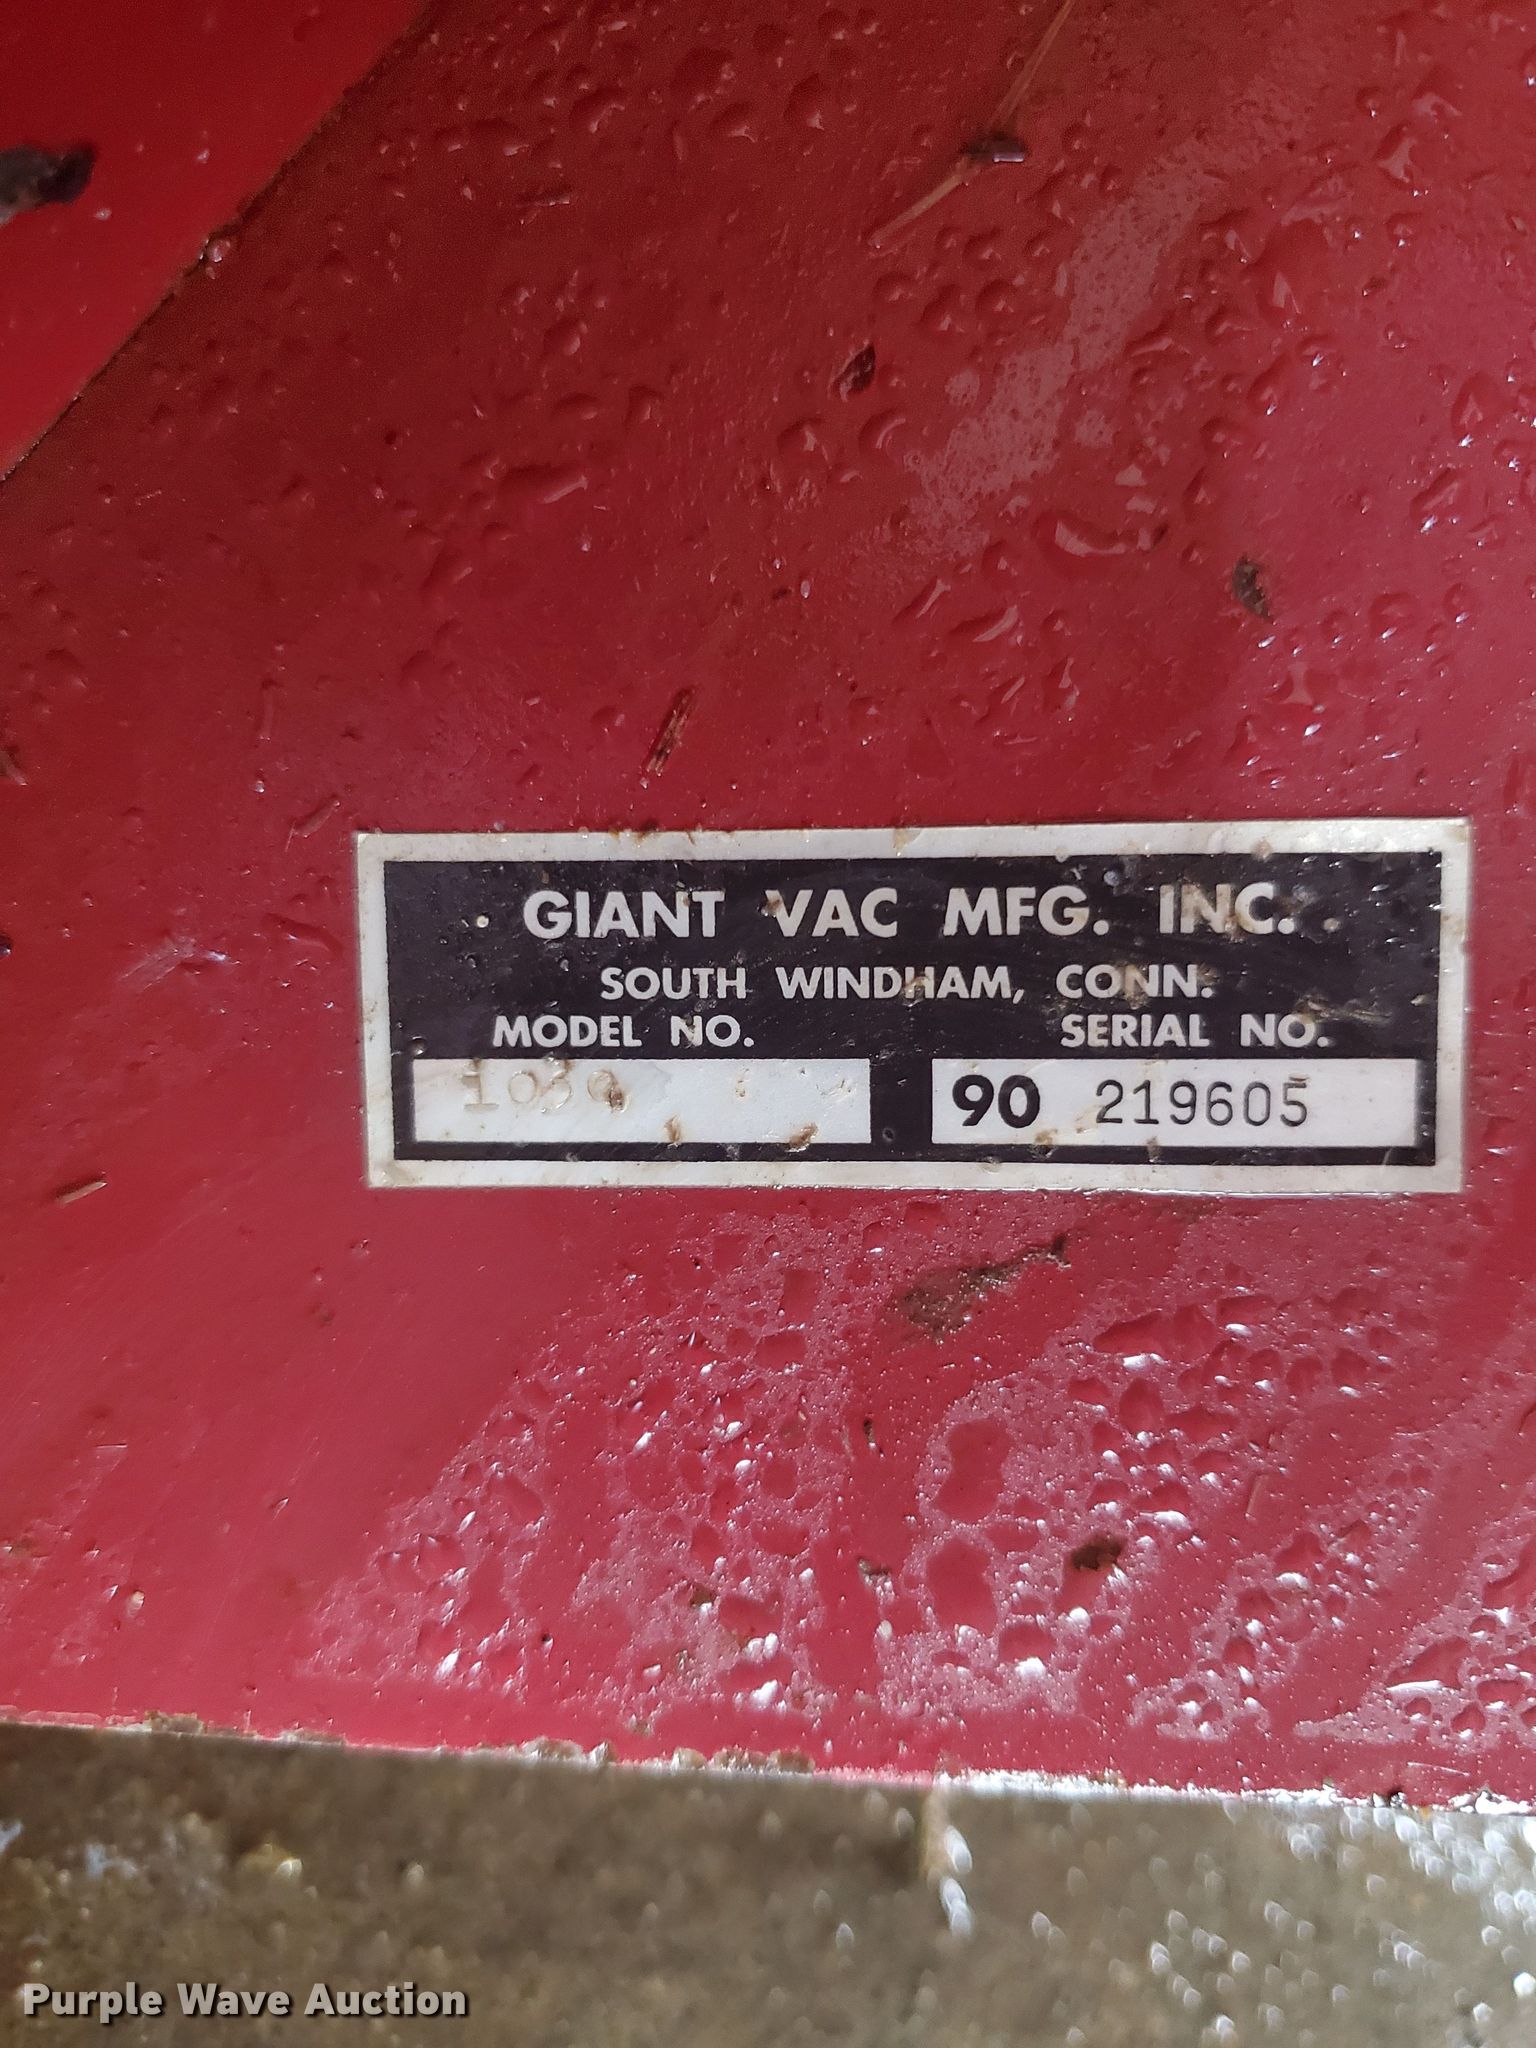 GIANT VAC MFG. INC.
SOUTH WINDHAM, CONN.
MODEL NO. SERIAL NO.
90 219605
Purple Wave Auction